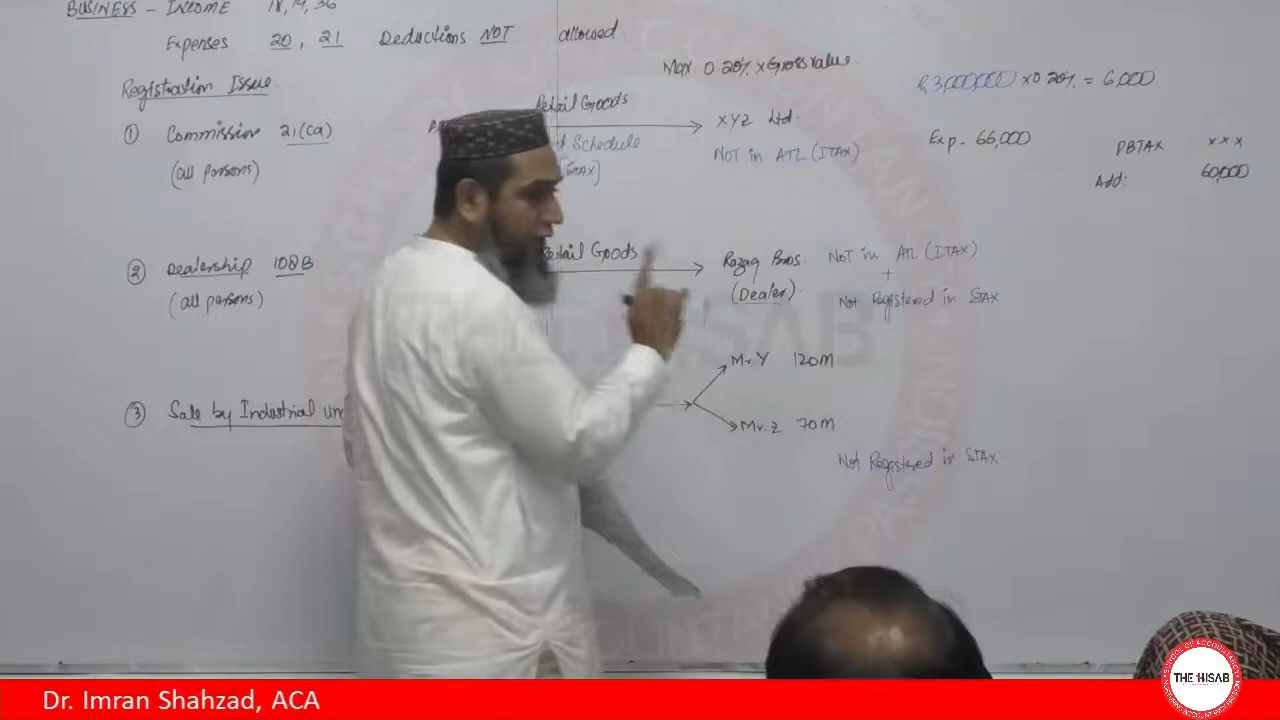 BUSINESS - INCOME 18, 19, 36
Expenses 20, 21 Deductions NOT allowed
Max 0.20% x Gross value
3,000,000 x 0.20% = 6,000
Registration Issue
① Commission 21(ca)
(all persons)
Retail Goods
Schedule
XYZ Ltd.
NOT in ATL (ITAX)
Exp - 66,000
PBTAX xxx
Add: 60,000
② Dealership 108B
(all persons)
Retail Goods
Razaq Bros.
(Dealer)
NOT in ATL (ITAX)
+
Not Registered in STAX
③ Sale by Industrial
Mr. Y 120M
Mr. Z 70M
Not Registered in STAX
THE HISAB
Dr. Imran Shahzad, ACA